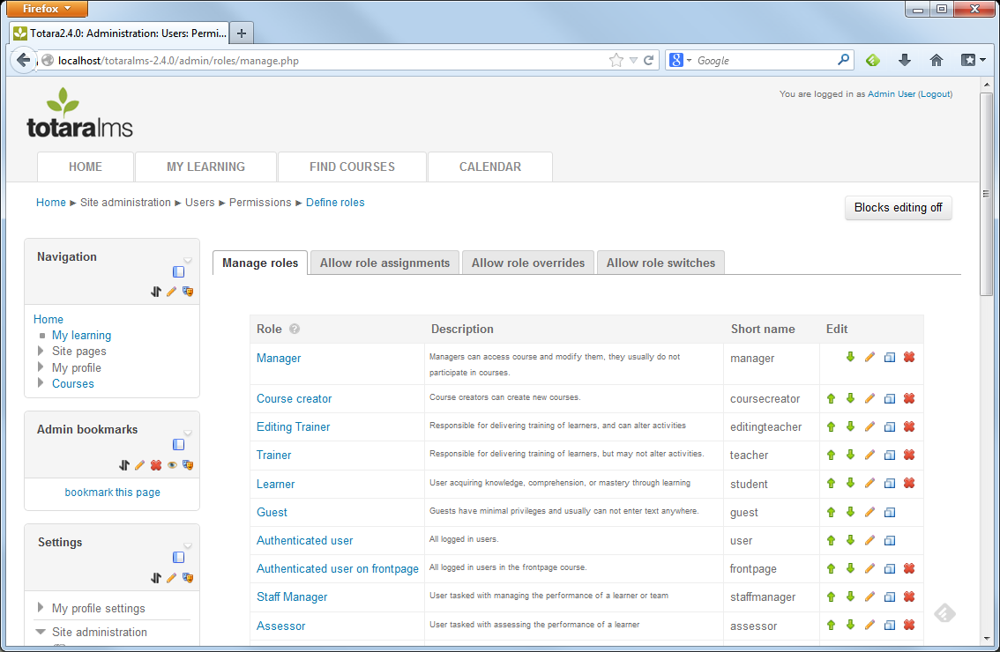 Firefox
Totara2.4.0: Administration: Users: Permi...
localhost/totaralms-2.4.0/admin/roles/manage.php
Google
You are logged in as Admin User (Logout)
totaralms
HOME
MY LEARNING
FIND COURSES
CALENDAR
Home ► Site administration ► Users ► Permissions ► Define roles
Blocks editing off
Navigation
Home
My learning
Site pages
My profile
Courses
Admin bookmarks
bookmark this page
Settings
My profile settings
Site administration
Manage roles
Allow role assignments
Allow role overrides
Allow role switches
Role Description Short name Edit
Manager Managers can access course and modify them, they usually do not manager
participate in courses.
Course creator Course creators can create new courses. coursecreator
Editing Trainer Responsible for delivering training of learners, and can alter activities editingteacher
Trainer Responsible for delivering training of learners, but may not alter activities. teacher
Learner User acquiring knowledge, comprehension, or mastery through learning student
Guest Guests have minimal privileges and usually can not enter text anywhere. guest
Authenticated user All logged in users. user
Authenticated user on frontpage All logged in users in the frontpage course. frontpage
Staff Manager User tasked with managing the performance of a learner or team staffmanager
Assessor User tasked with assessing the performance of a learner assessor